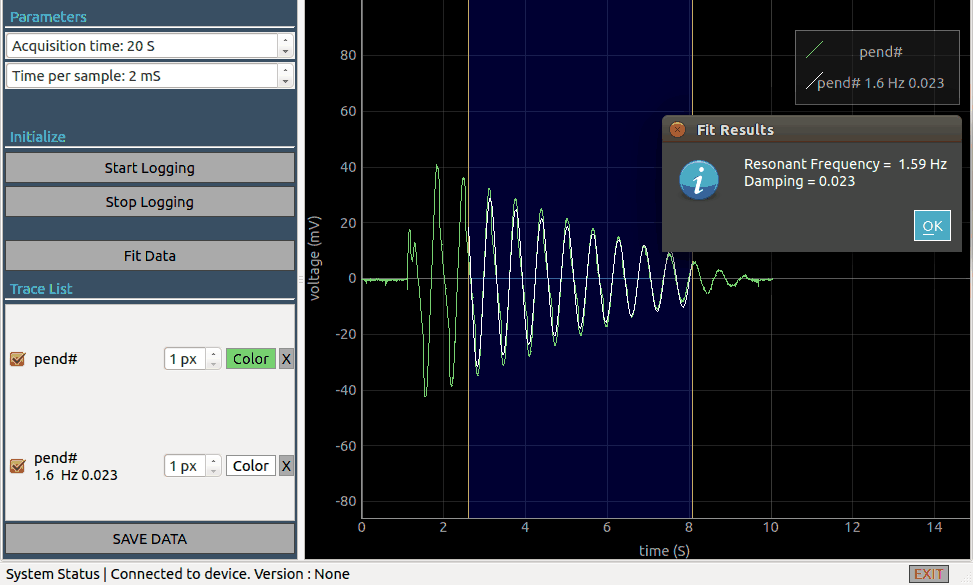 Parameters
Acquisition time: 20 S
Time per sample: 2 mS
Initialize
Start Logging
Stop Logging
Fit Data
Trace List
pend#
1 px
Color
X
pend#
1.6 Hz 0.023
1 px
Color
X
SAVE DATA
voltage (mV)
80
60
40
20
0
-20
-40
-60
-80
0 2 4 6 8 10 12 14
time (S)
pend#
pend# 1.6 Hz 0.023
Fit Results
Resonant Frequency = 1.59 Hz
Damping = 0.023
OK
System Status | Connected to device. Version : None
EXIT